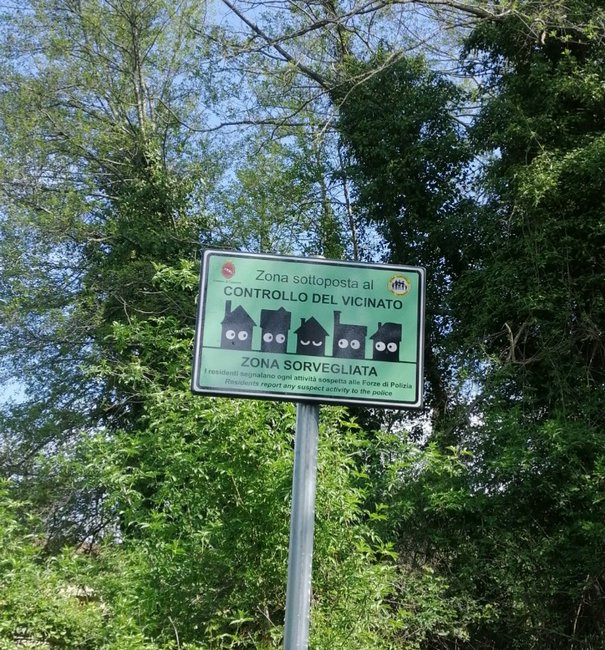 Zona sottoposta al
CONTROLLO DEL VICINATO
ZONA SORVEGLIATA
I residenti segnalano ogni attività sospetta alle Forze di Polizia
Residents report any suspect activity to the police